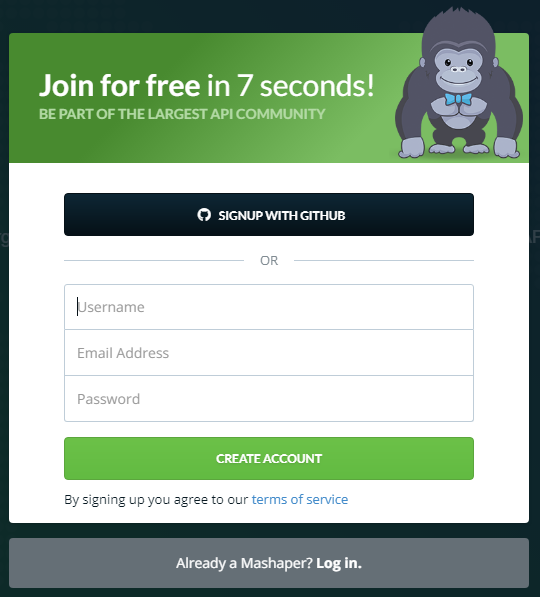 Join for free in 7 seconds!
BE PART OF THE LARGEST API COMMUNITY
SIGNUP WITH GITHUB
OR
Username
Email Address
Password
CREATE ACCOUNT
By signing up you agree to our terms of service
Already a Mashaper? Log in.